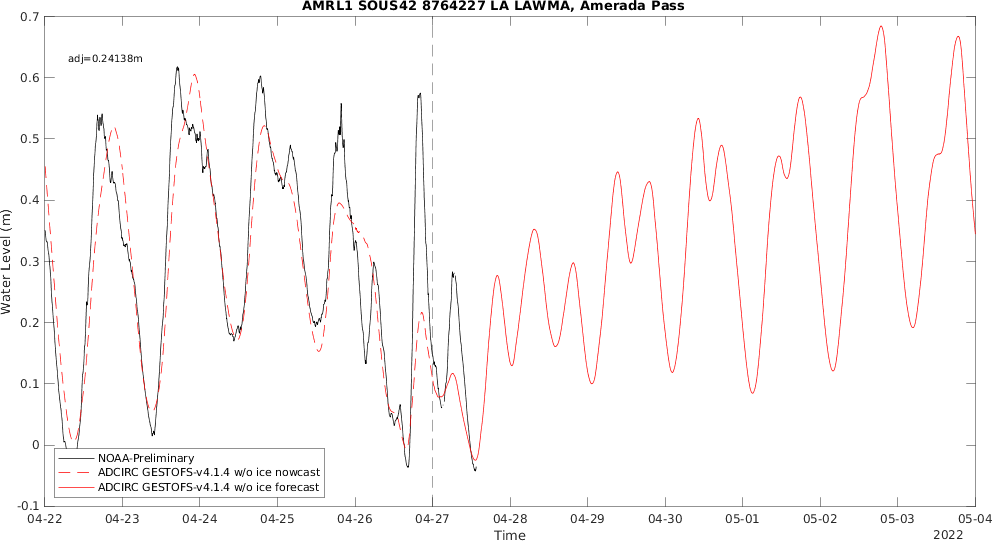 AMRL1 SOUS42 8764227 LA LAWMA, Amerada Pass
0.7
0.6
0.5
0.4
0.3
0.2
0.1
0
-0.1
Water Level (m)
adj=0.24138m
NOAA-Preliminary
ADCIRC GESTOFS-v4.1.4 w/o ice nowcast
ADCIRC GESTOFS-v4.1.4 w/o ice forecast
04-22 04-23 04-24 04-25 04-26 04-27 04-28 04-29 04-30 05-01 05-02 05-03 05-04
Time
2022